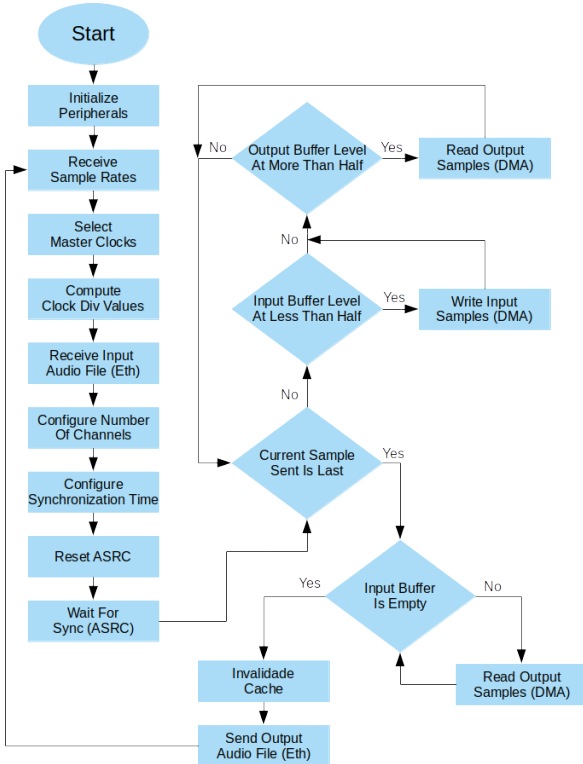 Start
Initialize
Peripherals
Receive
Sample Rates
Select
Master Clocks
Compute
Clock Div Values
Receive Input
Audio File (Eth)
Configure Number
Of Channels
Configure
Synchronization Time
Reset ASRC
Wait For
Sync (ASRC)
No
Output Buffer Level
At More Than Half
Yes
Read Output
Samples (DMA)
No
Input Buffer Level
At Less Than Half
Yes
Write Input
Samples (DMA)
No
Current Sample
Sent Is Last
Yes
Yes
Input Buffer
Is Empty
No
Read Output
Samples (DMA)
Invalidade
Cache
Send Output
Audio File (Eth)